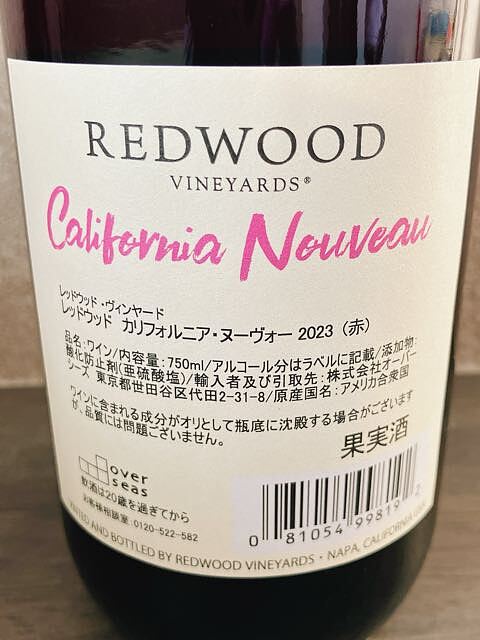 REDWOOD
VINEYARDS®
California Nouveau
レッドウッド・ヴィンヤード
レッドウッド カリフォルニア・ヌーヴォー 2023 (赤)
品名:ワイン/内容量:750ml/アルコール分はラベルに記載/添加物:
酸化防止剤(亜硫酸塩)/輸入者及び引取先:株式会社オーバー
シーズ 東京都世田谷区代田2-31-8/原産国名:アメリカ合衆国
ワインに含まれる成分がオリとして瓶底に沈殿する場合がございます
が、品質には問題ございません。
果実酒
over
seas
飲酒は20歳を過ぎてから
お客様相談室:0120-522-582
0 81054 99819 2
AND BOTTLED BY REDWOOD VINEYARDS · NAPA, CALIFORNIA USA